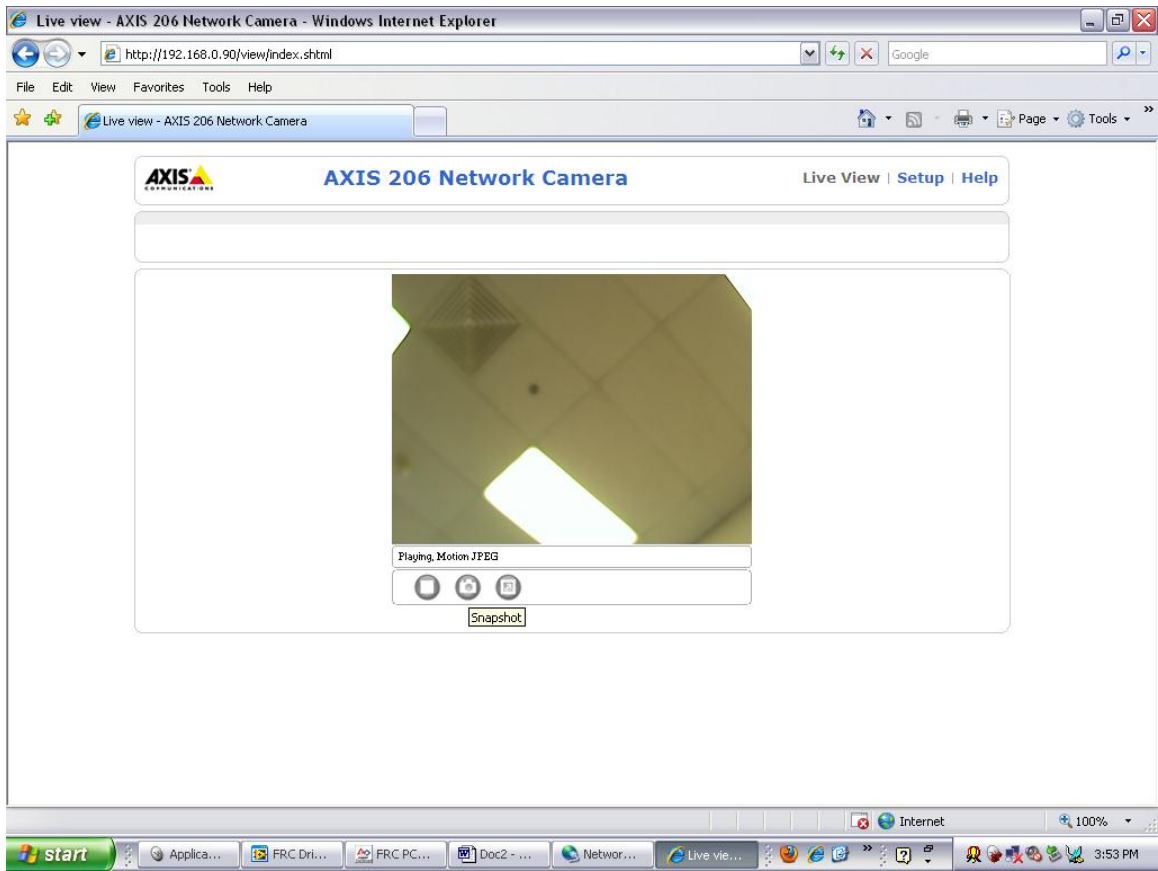 Live view - AXIS 206 Network Camera - Windows Internet Explorer
http://192.168.0.90/view/index.shtml
Google
File Edit View Favorites Tools Help
Live view - AXIS 206 Network Camera
Page Tools »
AXIS COMMUNICATIONS
AXIS 206 Network Camera
Live View | Setup | Help
Playing, Motion JPEG
Snapshot
Internet
100%
start
Applica...
FRC Dri...
FRC PC...
Doc2 - ...
Networ...
Live vie...
»
3:53 PM